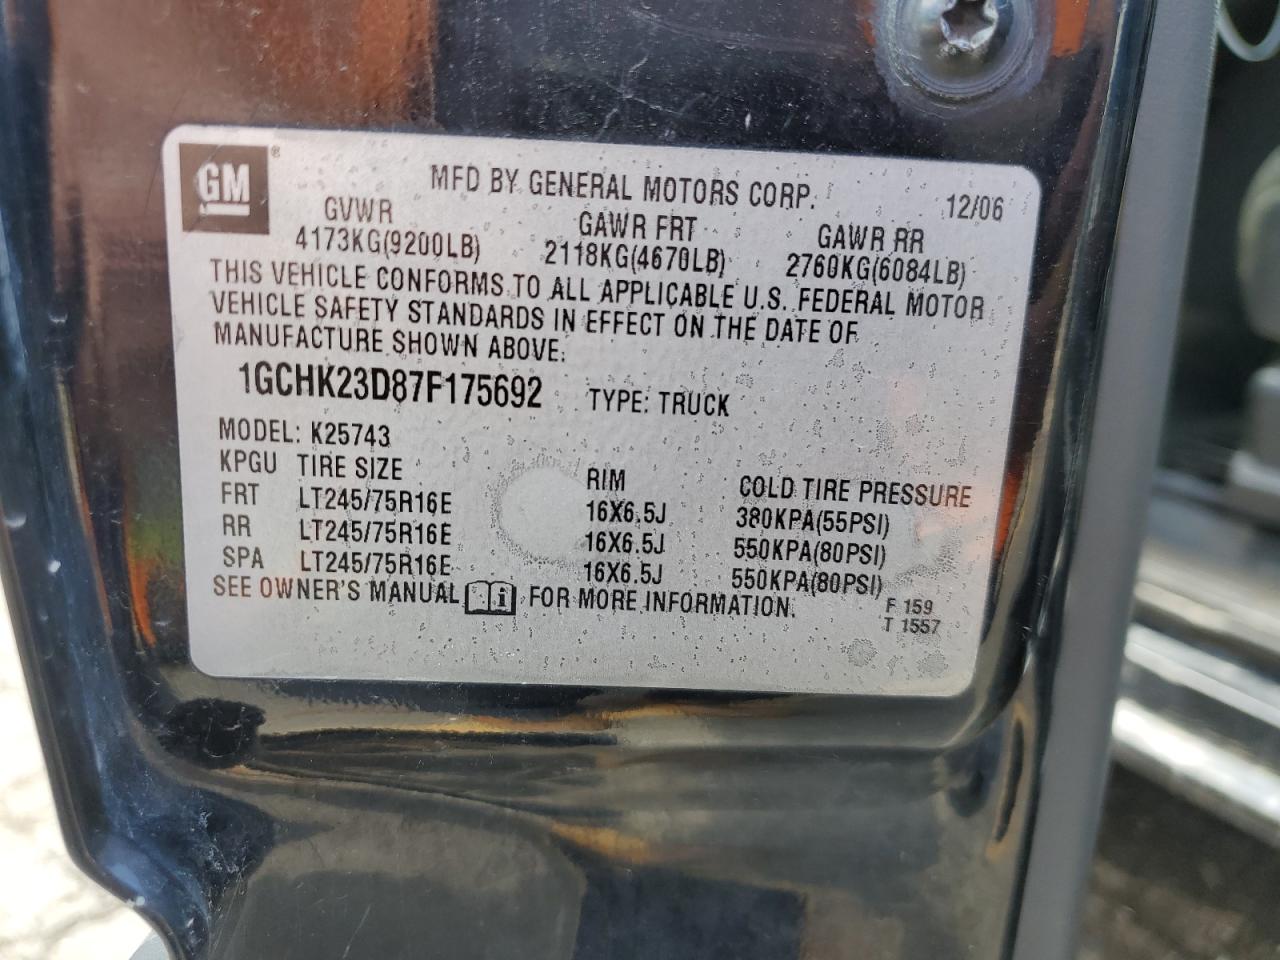 GM ®
MFD BY GENERAL MOTORS CORP. 12/06
GVWR GAWR FRT GAWR RR
4173KG(9200LB) 2118KG(4670LB) 2760KG(6084LB)
THIS VEHICLE CONFORMS TO ALL APPLICABLE U.S. FEDERAL MOTOR
VEHICLE SAFETY STANDARDS IN EFFECT ON THE DATE OF
MANUFACTURE SHOWN ABOVE.
1GCHK23D87F175692 TYPE: TRUCK
MODEL: K25743
KPGU TIRE SIZE RIM COLD TIRE PRESSURE
FRT LT245/75R16E 16X6.5J 380KPA(55PSI)
RR LT245/75R16E 16X6.5J 550KPA(80PSI)
SPA LT245/75R16E 16X6.5J 550KPA(80PSI)
SEE OWNER'S MANUAL i FOR MORE INFORMATION.
F 159
T 1557